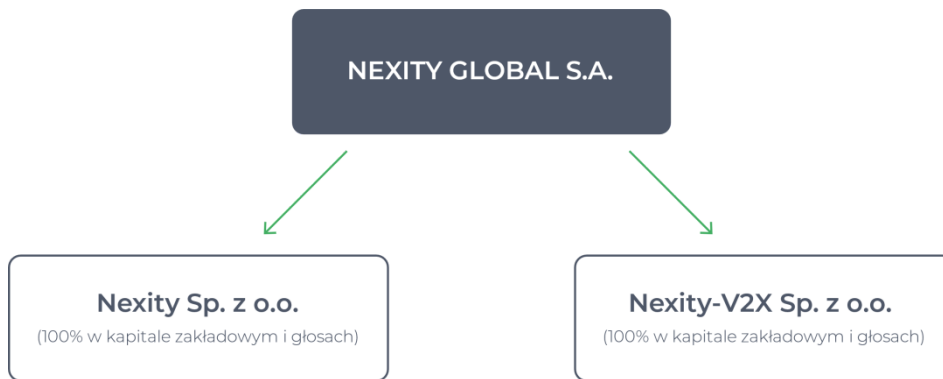 NEXITY GLOBAL S.A.
Nexity Sp. z o.o.
(100% w kapitale zakładowym i głosach)
Nexity-V2X Sp. z o.o.
(100% w kapitale zakładowym i głosach)